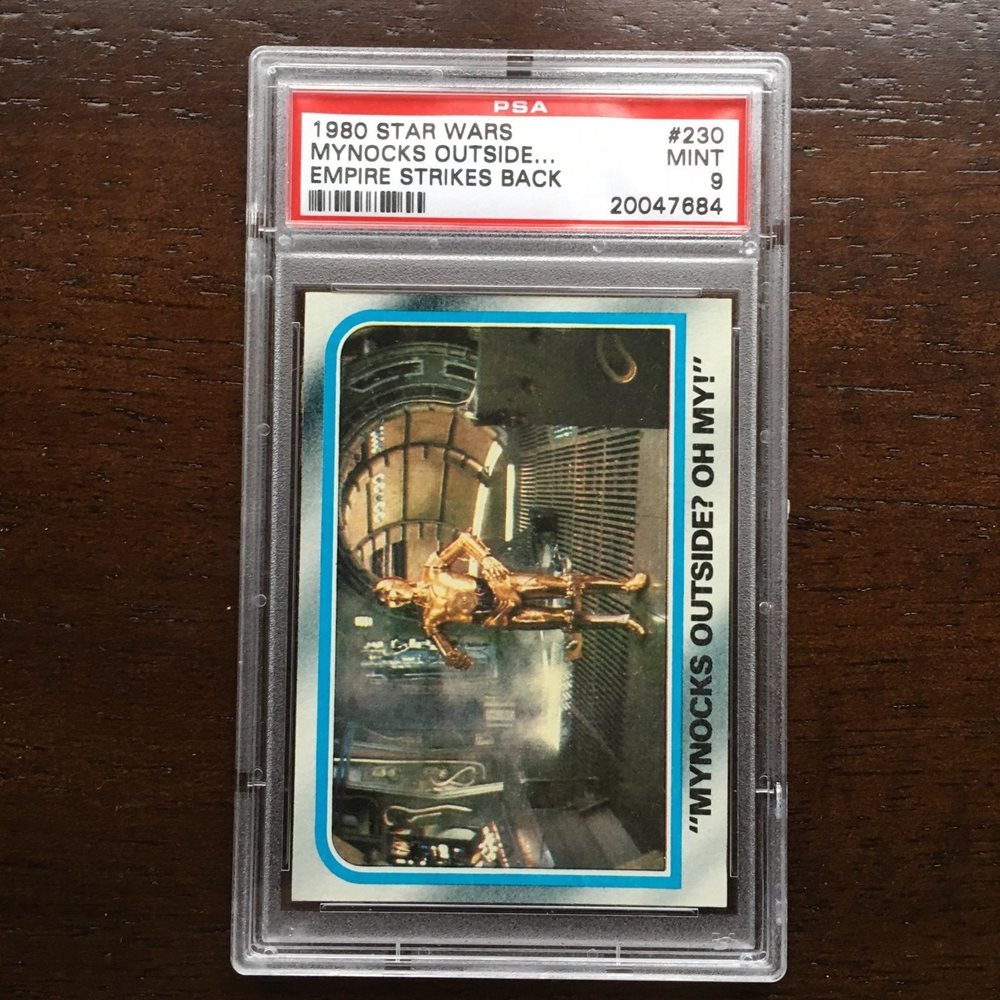 PSA
1980 STAR WARS #230
MYNOCKS OUTSIDE... MINT
EMPIRE STRIKES BACK 9
20047684
"MYNOCKS OUTSIDE? OH MY!"